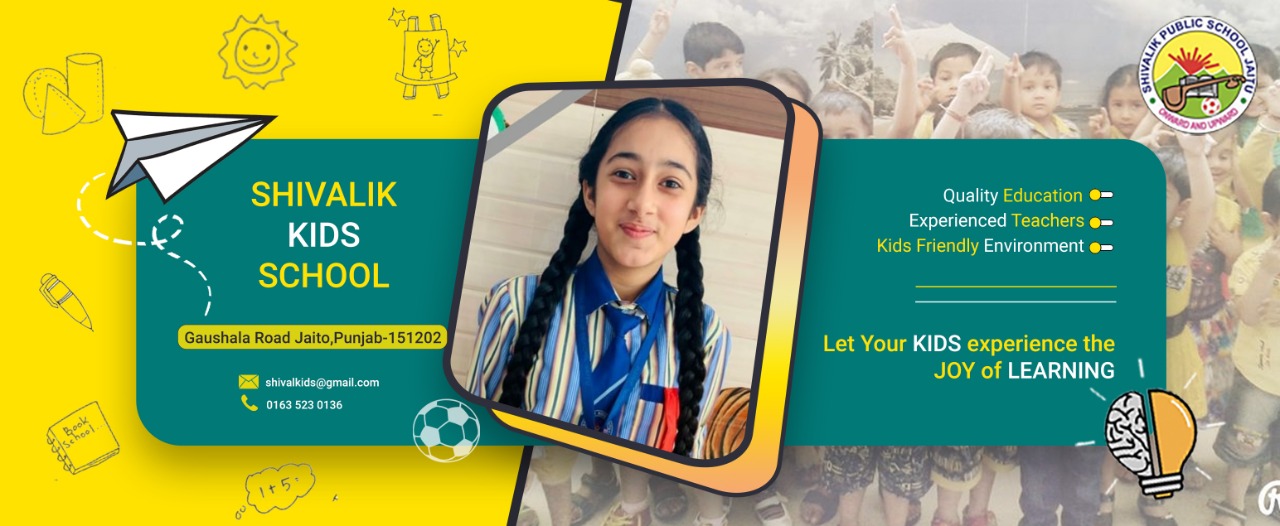 SHIVALIK
KIDS
SCHOOL
Gaushala Road Jaito,Punjab-151202
shivalkids@gmail.com
0163 523 0136
Book
School...
1+5=
SHIVALIK PUBLIC SCHOOL JAITU
ONWARD AND UPWARD
Quality Education
Experienced Teachers
Kids Friendly Environment
Let Your KIDS experience the
JOY of LEARNING